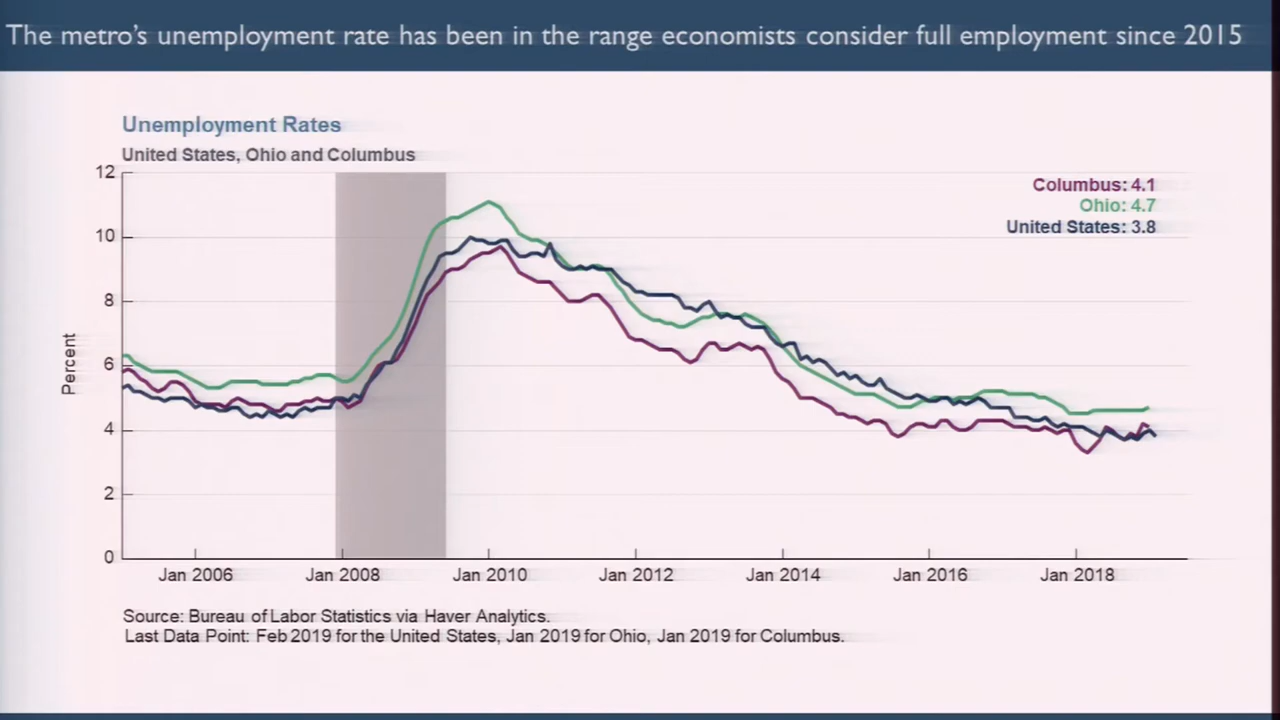 The metro's unemployment rate has been in the range economists consider full employment since 2015
Unemployment Rates
United States, Ohio and Columbus
Columbus: 4.1
Ohio: 4.7
United States: 3.8
Percent
12
10
8
6
4
2
0
Jan 2006 Jan 2008 Jan 2010 Jan 2012 Jan 2014 Jan 2016 Jan 2018
Source: Bureau of Labor Statistics via Haver Analytics.
Last Data Point: Feb 2019 for the United States, Jan 2019 for Ohio, Jan 2019 for Columbus.